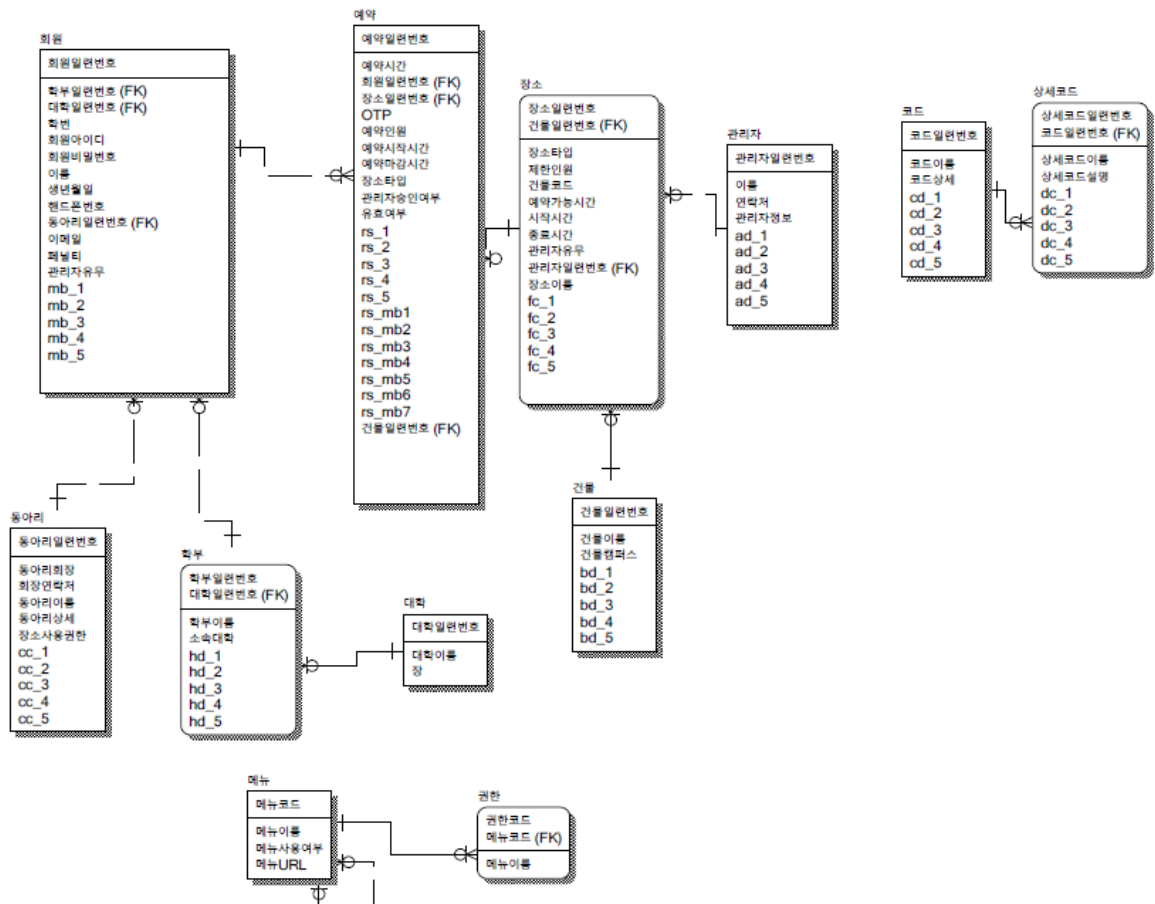 회원
회원일련번호
학부일련번호 (FK)
대학일련번호 (FK)
학번
회원아이디
회원비밀번호
이름
생년월일
핸드폰번호
동아리일련번호 (FK)
이메일
페널티
관리자유무
mb_1
mb_2
mb_3
mb_4
mb_5
예약
예약일련번호
예약시간
회원일련번호 (FK)
장소일련번호 (FK)
OTP
예약인원
예약시작시간
예약마감시간
장소타입
관리자승인여부
유효여부
rs_1
rs_2
rs_3
rs_4
rs_5
rs_mb1
rs_mb2
rs_mb3
rs_mb4
rs_mb5
rs_mb6
rs_mb7
건물일련번호 (FK)
장소
장소일련번호
건물일련번호 (FK)
장소타입
제한인원
건물코드
예약가능시간
시작시간
종료시간
관리자유무
관리자일련번호 (FK)
장소이름
fc_1
fc_2
fc_3
fc_4
fc_5
관리자
관리자일련번호
이름
연락처
관리자정보
ad_1
ad_2
ad_3
ad_4
ad_5
코드
코드일련번호
코드이름
코드상세
cd_1
cd_2
cd_3
cd_4
cd_5
상세코드
상세코드일련번호
코드일련번호 (FK)
상세코드이름
상세코드설명
dc_1
dc_2
dc_3
dc_4
dc_5
동아리
동아리일련번호
동아리회장
회장연락처
동아리이름
동아리상세
장소사용권한
cc_1
cc_2
cc_3
cc_4
cc_5
학부
학부일련번호
대학일련번호 (FK)
학부이름
소속대학
hd_1
hd_2
hd_3
hd_4
hd_5
대학
대학일련번호
대학이름
장
건물
건물일련번호
건물이름
건물캠퍼스
bd_1
bd_2
bd_3
bd_4
bd_5
메뉴
메뉴코드
메뉴이름
메뉴사용여부
메뉴URL
권한
권한코드
메뉴코드 (FK)
메뉴이름